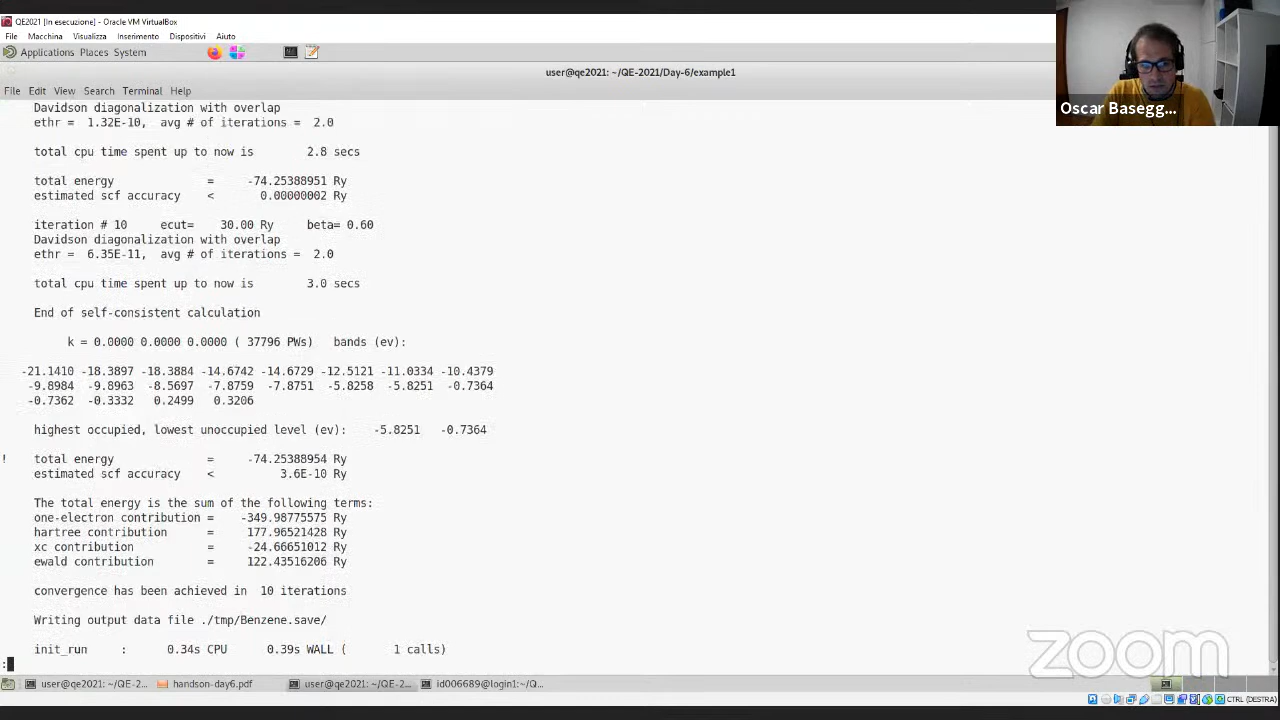 QE2021 [In esecuzione] - Oracle VM VirtualBox
File Macchina Visualizza Inserimento Dispositivi Aiuto
Applications Places System
user@qe2021: ~/QE-2021/Day-6/example1
File Edit View Search Terminal Help
Oscar Basegg...
Davidson diagonalization with overlap
ethr = 1.32E-10, avg # of iterations = 2.0
total cpu time spent up to now is 2.8 secs
total energy = -74.25388951 Ry
estimated scf accuracy < 0.00000002 Ry
iteration # 10 ecut= 30.00 Ry beta= 0.60
Davidson diagonalization with overlap
ethr = 6.35E-11, avg # of iterations = 2.0
total cpu time spent up to now is 3.0 secs
End of self-consistent calculation
k = 0.0000 0.0000 0.0000 ( 37796 PWs) bands (ev):
-21.1410 -18.3897 -18.3884 -14.6742 -14.6729 -12.5121 -11.0334 -10.4379
-9.8984 -9.8963 -8.5697 -7.8759 -7.8751 -5.8258 -5.8251 -0.7364
-0.7362 -0.3332 0.2499 0.3206
highest occupied, lowest unoccupied level (ev): -5.8251 -0.7364
! total energy = -74.25388954 Ry
estimated scf accuracy < 3.6E-10 Ry
The total energy is the sum of the following terms:
one-electron contribution = -349.98775575 Ry
hartree contribution = 177.96521428 Ry
xc contribution = -24.66651012 Ry
ewald contribution = 122.43516206 Ry
convergence has been achieved in 10 iterations
Writing output data file ./tmp/Benzene.save/
init_run : 0.34s CPU 0.39s WALL ( 1 calls)
:
zoom
user@qe2021: ~/QE-2... handson-day6.pdf user@qe2021: ~/QE-2... id006689@login1:~/Q...
CTRL (DESTRA)